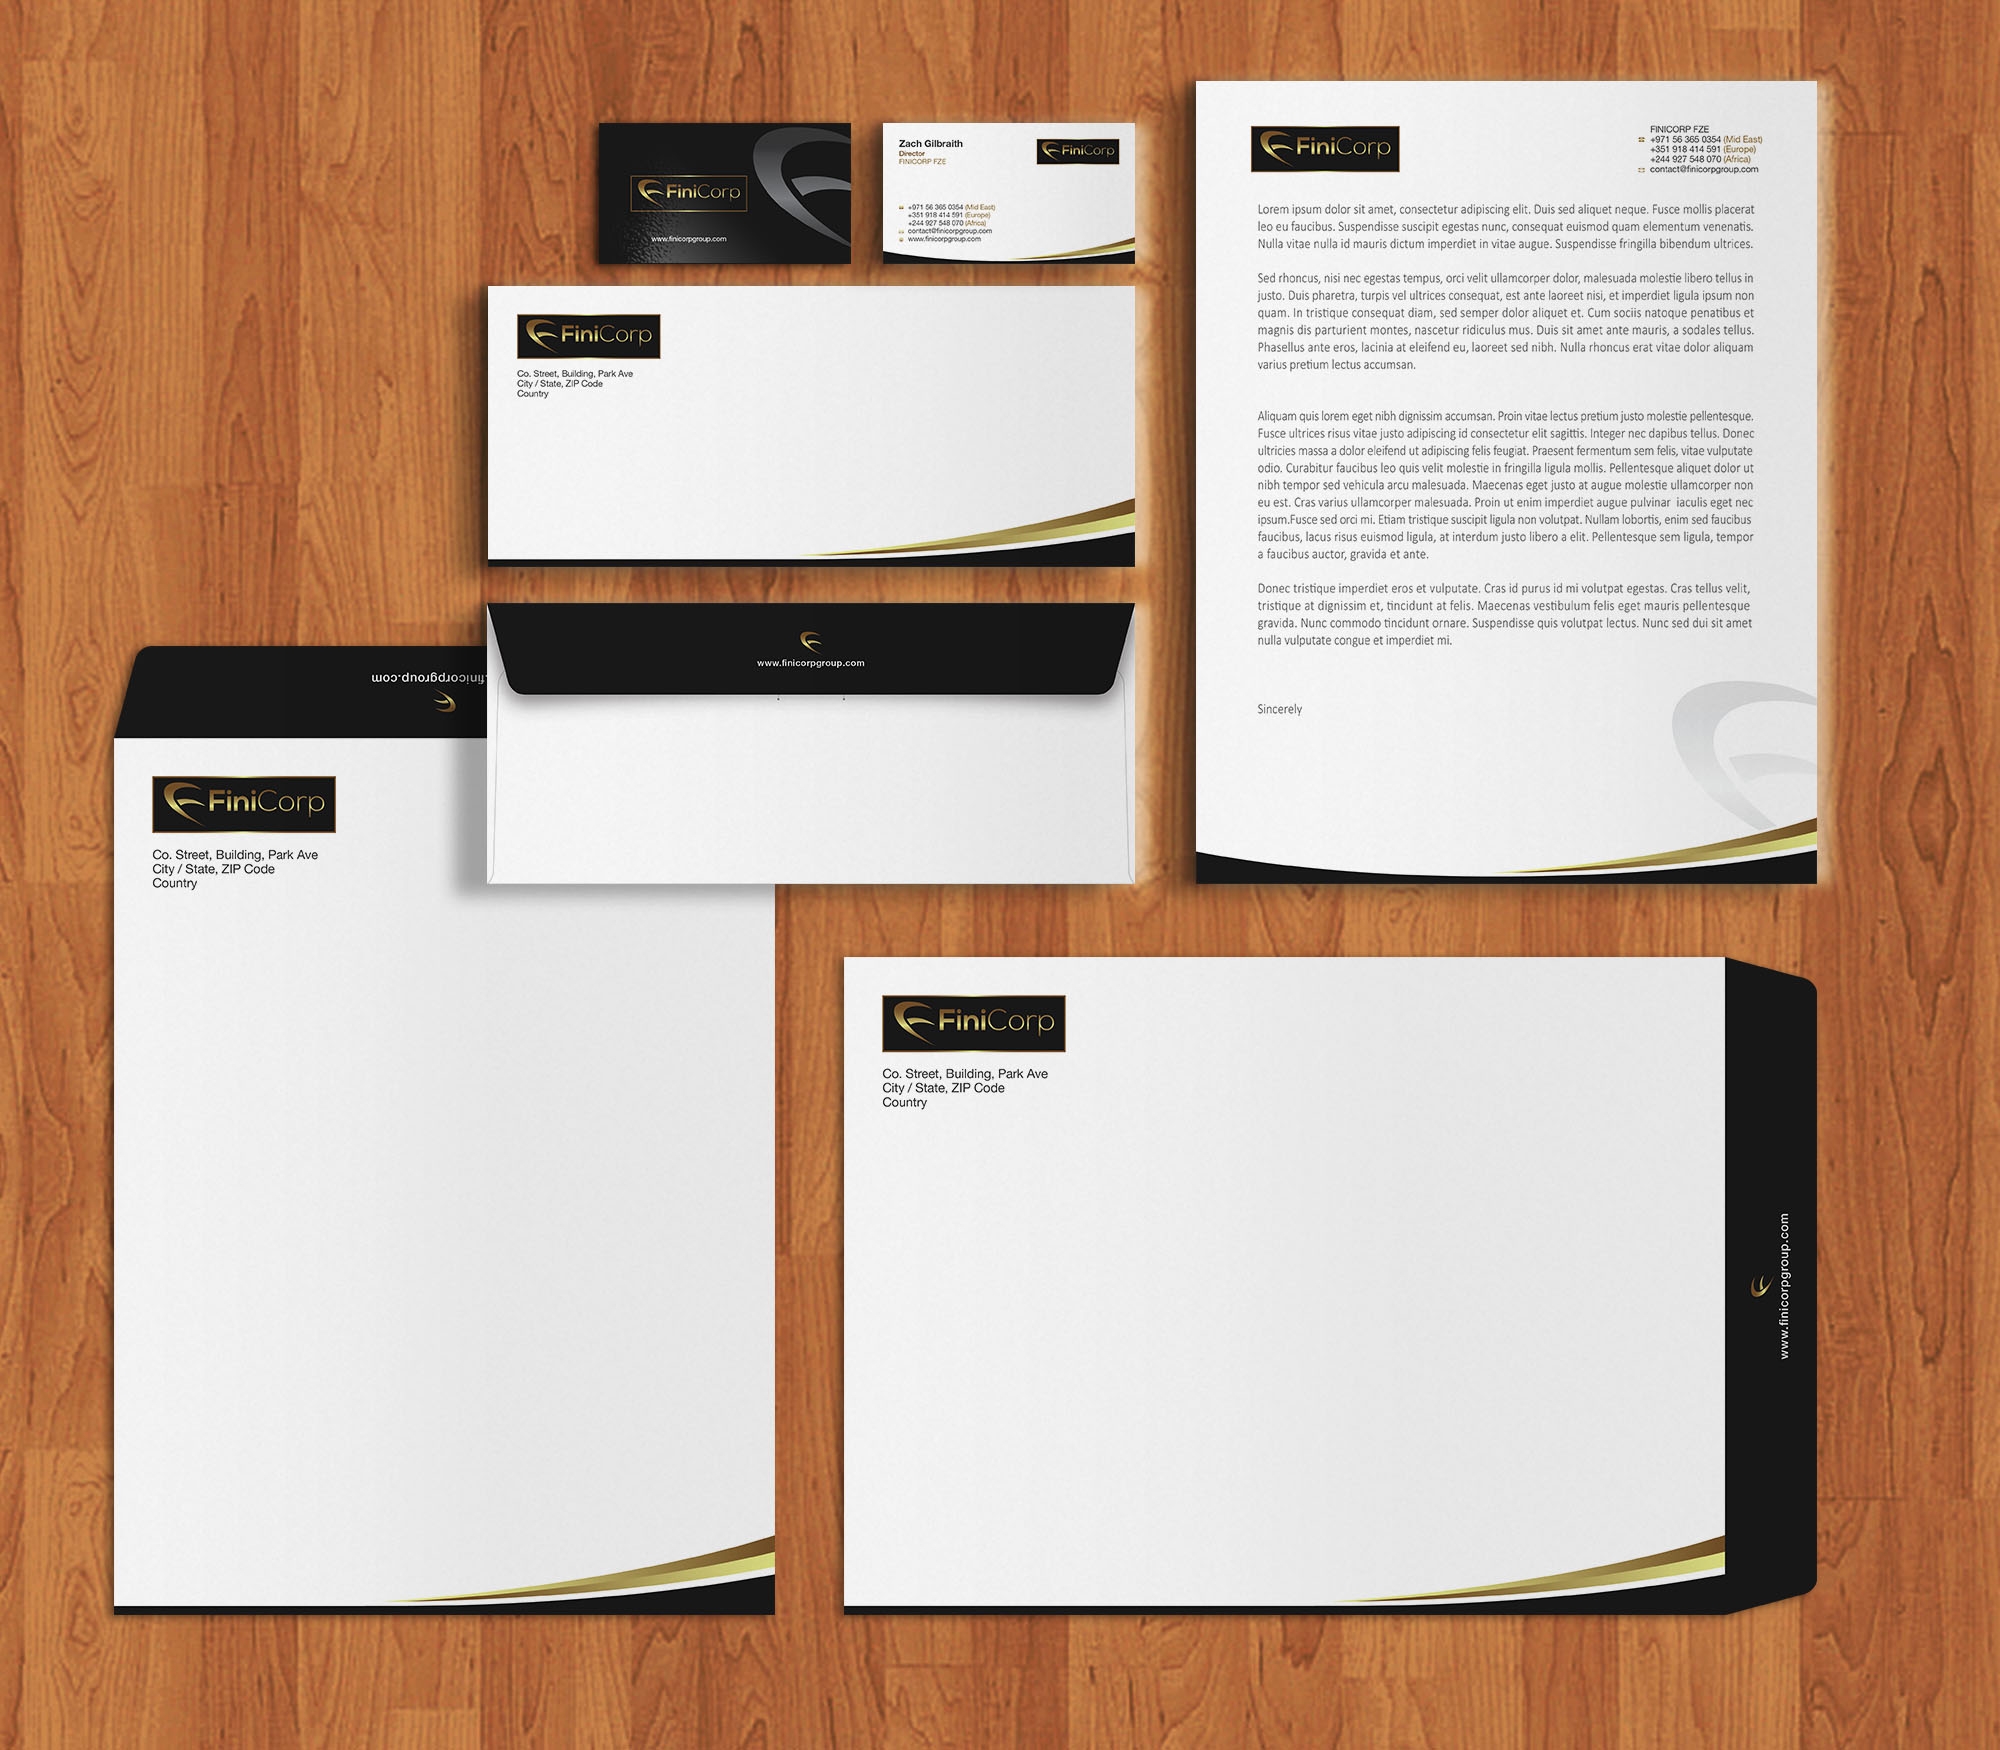 FiniCorp
www.finicorpgroup.com
Zach Gilbraith
Director
FINICORP FZE
FiniCorp
+971 56 365 0354 (Mid East)
+351 918 414 591 (Europe)
+244 927 548 070 (Africa)
contact@finicorpgroup.com
www.finicorpgroup.com
FiniCorp
Co. Street, Building, Park Ave
City / State, ZIP Code
Country
www.finicorpgroup.com
.finicorpgroup.com
FiniCorp
Co. Street, Building, Park Ave
City / State, ZIP Code
Country
FiniCorp
FINICORP FZE
+971 56 365 0354 (Mid East)
+351 918 414 591 (Europe)
+244 927 548 070 (Africa)
contact@finicorpgroup.com
Lorem ipsum dolor sit amet, consectetur adipiscing elit. Duis sed aliquet neque. Fusce mollis placerat
leo eu faucibus. Suspendisse suscipit egestas nunc, consequat euismod quam elementum venenatis.
Nulla vitae nulla id mauris dictum imperdiet in vitae augue. Suspendisse fringilla bibendum ultrices.
Sed rhoncus, nisi nec egestas tempus, orci velit ullamcorper dolor, malesuada molestie libero tellus in
justo. Duis pharetra, turpis vel ultrices consequat, est ante laoreet nisi, et imperdiet ligula ipsum non
quam. In tristique consequat diam, sed semper dolor aliquet et. Cum sociis natoque penatibus et
magnis dis parturient montes, nascetur ridiculus mus. Duis sit amet ante mauris, a sodales tellus.
Phasellus ante eros, lacinia at eleifend eu, laoreet sed nibh. Nulla rhoncus erat vitae dolor aliquam
varius pretium lectus accumsan.
Aliquam quis lorem eget nibh dignissim accumsan. Proin vitae lectus pretium justo molestie pellentesque.
Fusce ultrices risus vitae justo adipiscing id consectetur elit sagittis. Integer nec dapibus tellus. Donec
ultricies massa a dolor eleifend ut adipiscing felis feugiat. Praesent fermentum sem felis, vitae vulputate
odio. Curabitur faucibus leo quis velit molestie in fringilla ligula mollis. Pellentesque aliquet dolor ut
nibh tempor sed vehicula arcu malesuada. Maecenas eget justo at augue molestie ullamcorper non
eu est. Cras varius ullamcorper malesuada. Proin ut enim imperdiet augue pulvinar iaculis eget nec
ipsum.Fusce sed orci mi. Etiam tristique suscipit ligula non volutpat. Nullam lobortis, enim sed faucibus
faucibus, lacus risus euismod ligula, at interdum justo libero a elit. Pellentesque sem ligula, tempor
a faucibus auctor, gravida et ante.
Donec tristique imperdiet eros et vulputate. Cras id purus id mi volutpat egestas. Cras tellus velit,
tristique at dignissim et, tincidunt at felis. Maecenas vestibulum felis eget mauris pellentesque
gravida. Nunc commodo tincidunt ornare. Suspendisse quis volutpat lectus. Nunc sed dui sit amet
nulla vulputate congue et imperdiet mi.
Sincerely
FiniCorp
Co. Street, Building, Park Ave
City / State, ZIP Code
Country
www.finicorpgroup.com